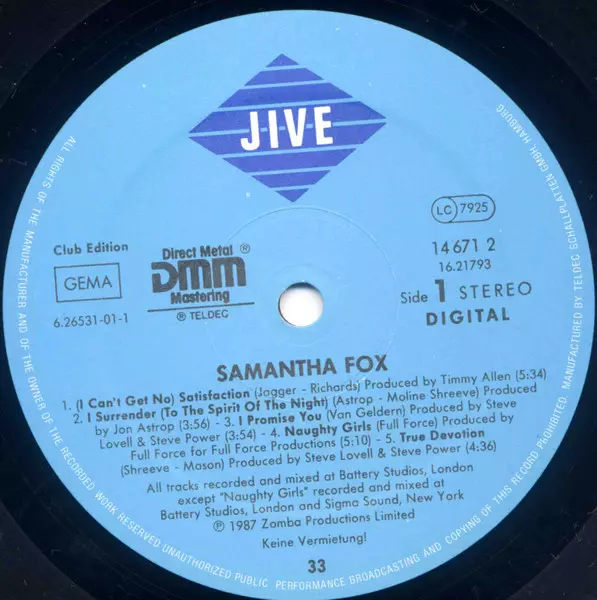 JIVE
LC 7925
Club Edition
Direct Metal ®
DMM
Mastering
® TELDEC
GEMA
6.26531-01-1
14 671 2
16.21793
Side 1 STEREO
DIGITAL
SAMANTHA FOX
1. (I Can't Get No) Satisfaction (Jagger - Richards) Produced by Timmy Allen (5:34)
2. I Surrender (To The Spirit Of The Night) (Astrop - Moline Shreeve) Produced
by Jon Astrop (3:56) - 3. I Promise You (Van Geldern) Produced by Steve
Lovell & Steve Power (3:54) - 4. Naughty Girls (Full Force) Produced by
Full Force for Full Force Productions (5:10) - 5. True Devotion
(Shreeve - Mason) Produced by Steve Lovell & Steve Power (4:36)
All tracks recorded and mixed at Battery Studios, London
except "Naughty Girls" recorded and mixed at
Battery Studios, London and Sigma Sound, New York
℗ 1987 Zomba Productions Limited
Keine Vermietung!
33
ALL RIGHTS OF THE MANUFACTURER AND OF THE OWNER OF THE RECORDED WORK RESERVED UNAUTHORIZED PUBLIC PERFORMANCE BROADCASTING AND COPYING OF THIS RECORD PROHIBITED. MANUFACTURED BY TELDEC SCHALLPLATTEN GMBH, HAMBURG